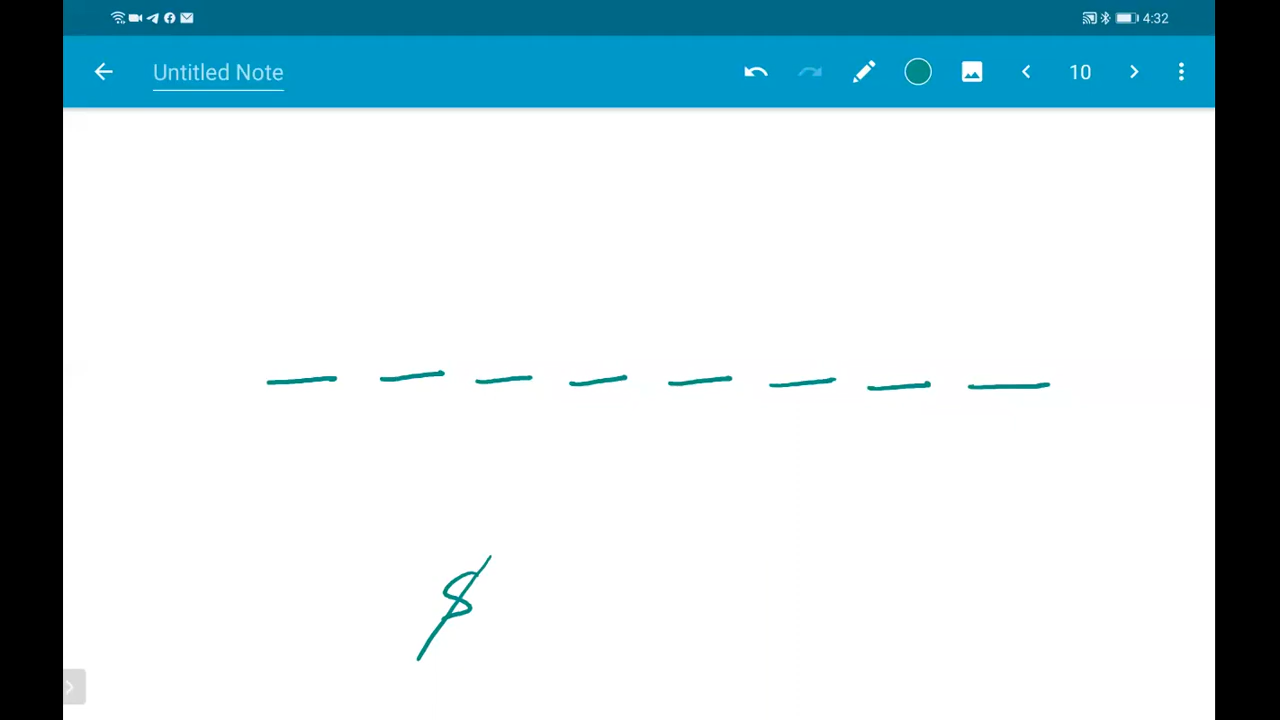 4:32
Untitled Note
10
_ _ _ _ _ _ _ _